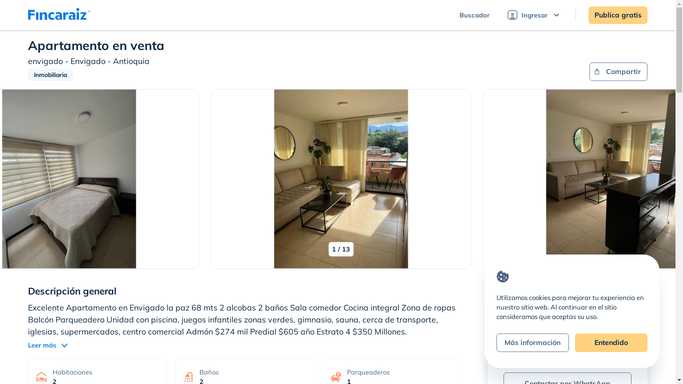 Fincaraiz
Buscador
Ingresar
Publica gratis
Apartamento en venta
envigado - Envigado - Antioquia
Inmobiliaria
Compartir
1 / 13
Descripción general
Excelente Apartamento en Envigado la paz 68 mts 2 alcobas 2 baños Sala comedor Cocina integral Zona de ropas
Balcón Parqueadero Unidad con piscina, juegos infantiles zonas verdes, gimnasio, sauna, cerca de transporte,
iglesias, supermercados, centro comercial Admón $274 mil Predial $605 año Estrato 4 $350 Millones.
Leer más
Habitaciones
2
Baños
2
Parqueaderos
1
Utilizamos cookies para mejorar tu experiencia en
nuestro sitio web. Al continuar en el sitio
consideramos que aceptas su uso.
Más información
Entendido
Contactar por WhatsApp